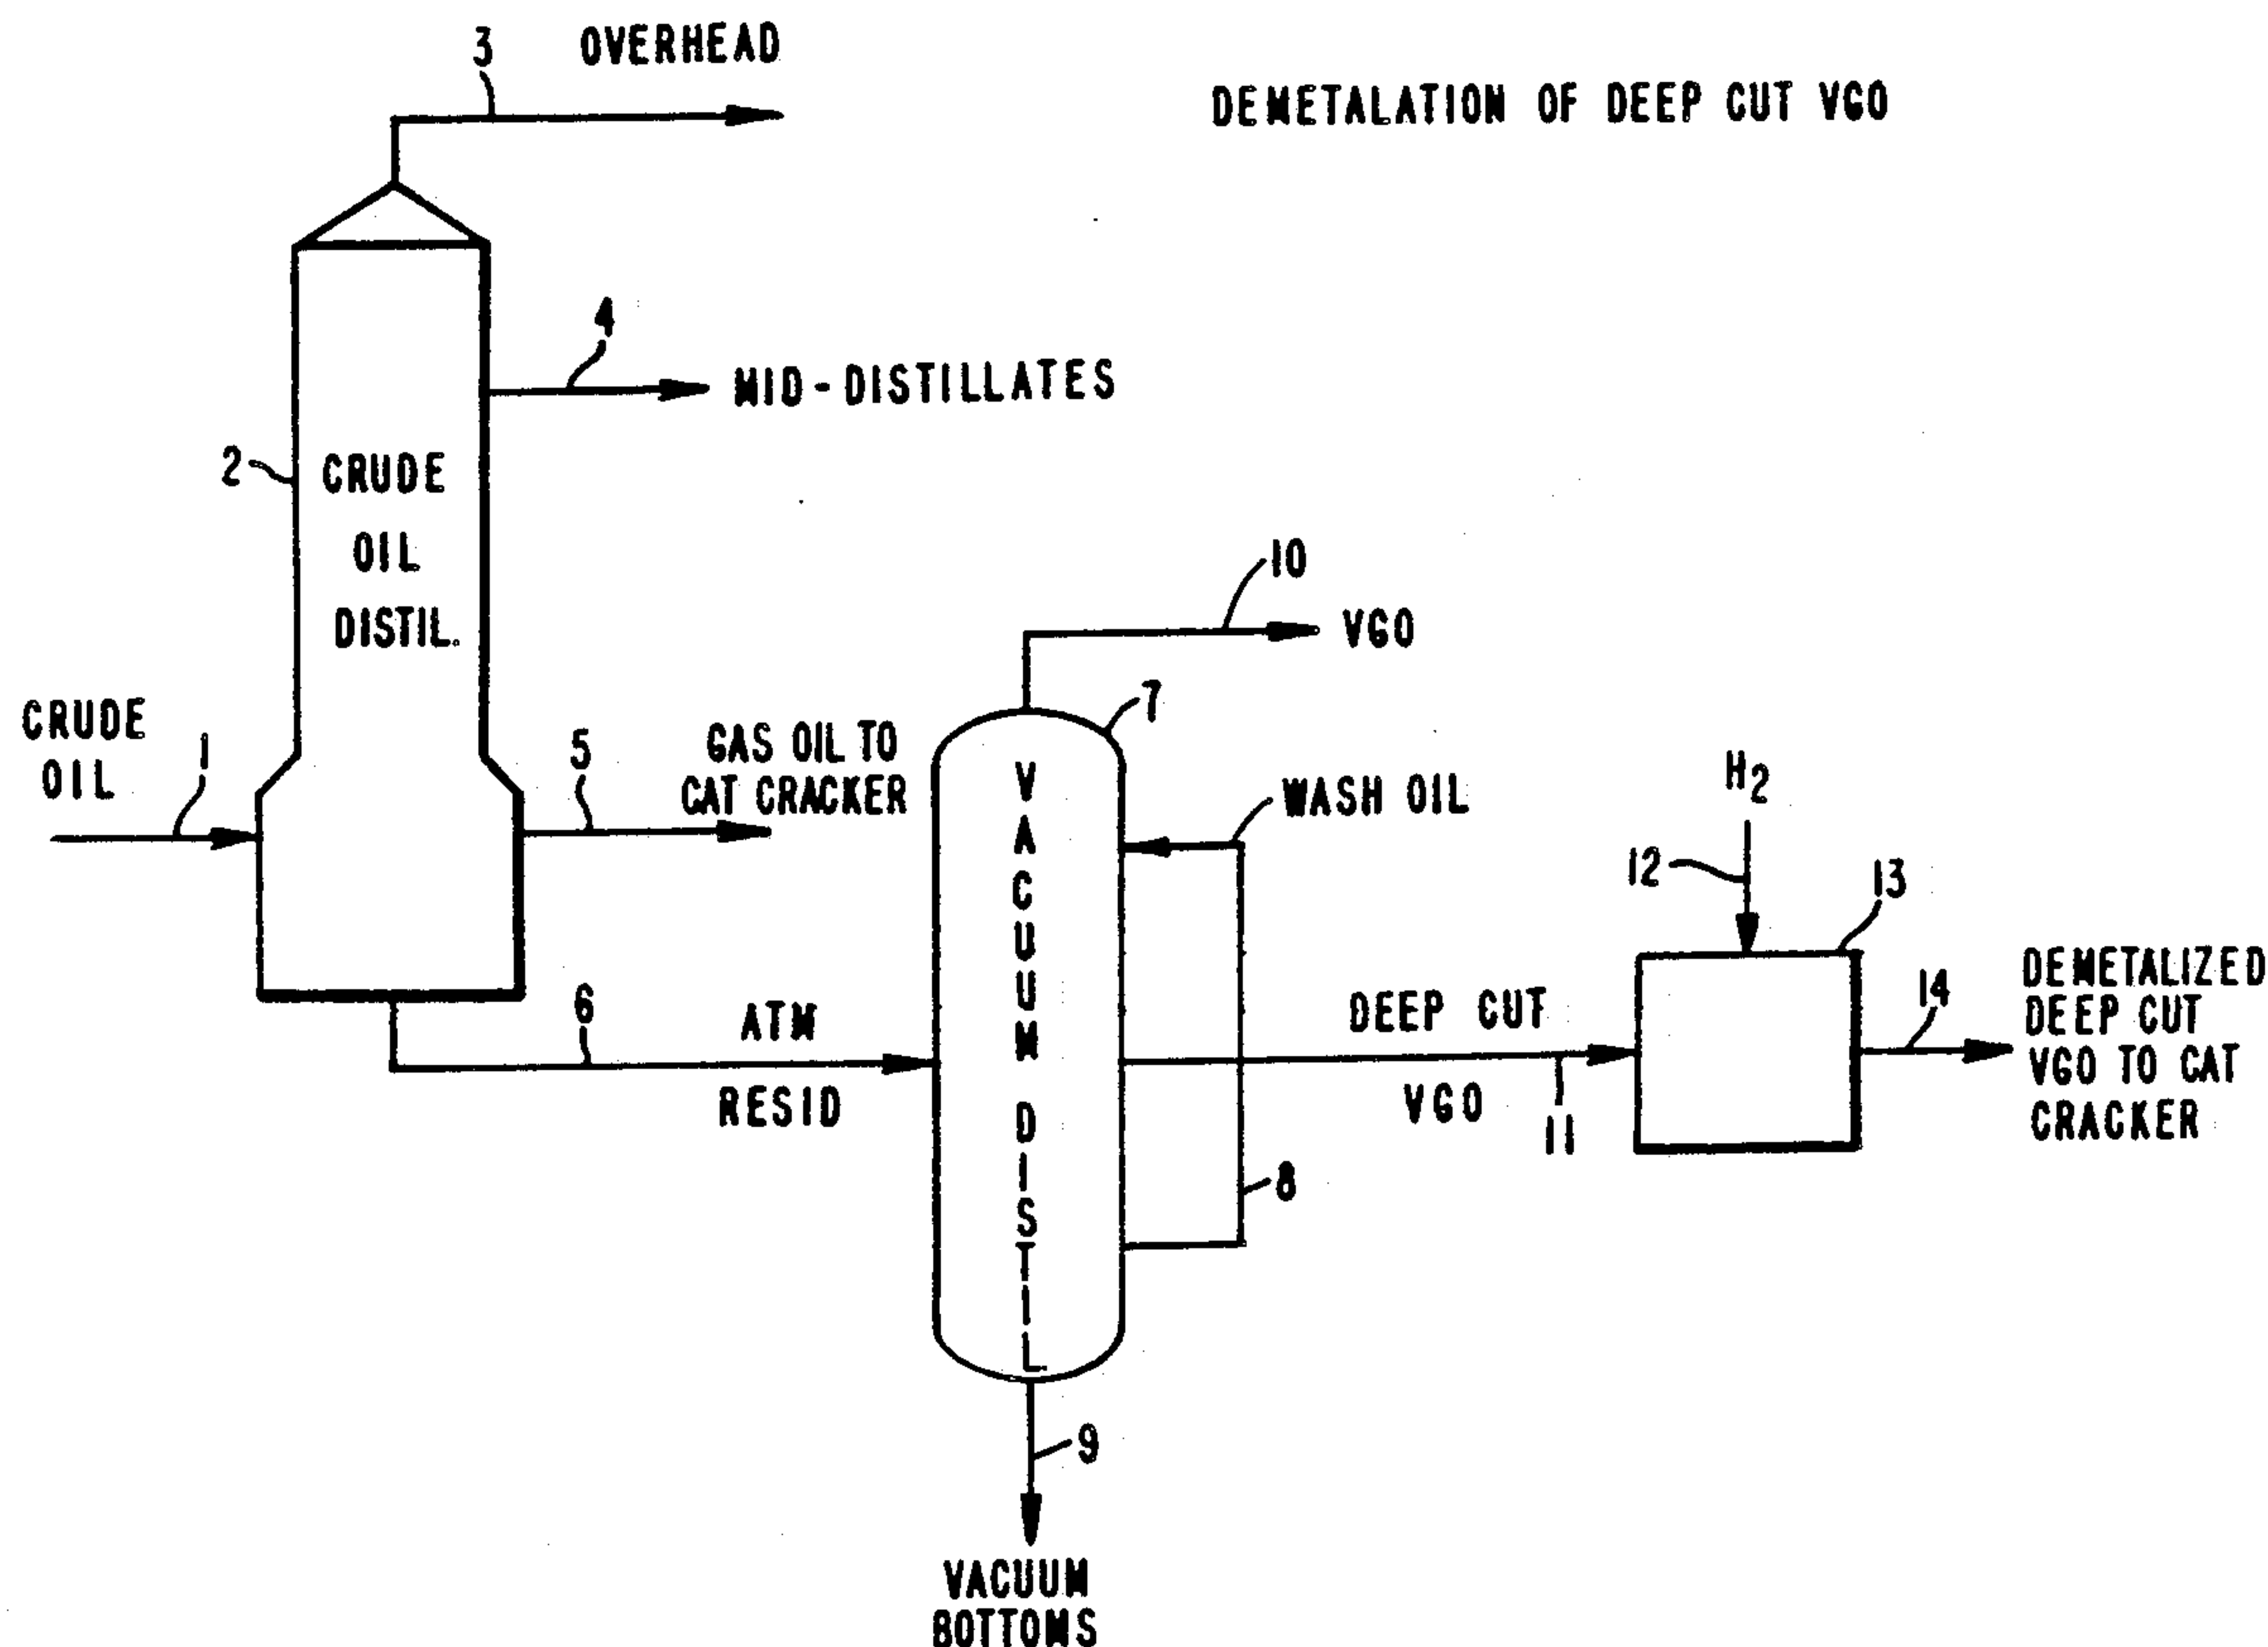 3 OVERHEAD
DEMETALATION OF DEEP CUT VGO
4
MID-DISTILLATES
2
CRUDE
OIL
DISTIL.
10
VGO
7
CRUDE
OIL
1
5
GAS OIL TO
CAT CRACKER
VACUUM DISTIL.
WASH OIL
H2
12
13
6
ATM
RESID
DEEP CUT
VGO
11
14
DEMETALIZED
DEEP CUT
VGO TO CAT
CRACKER
8
9
VACUUM
BOTTOMS